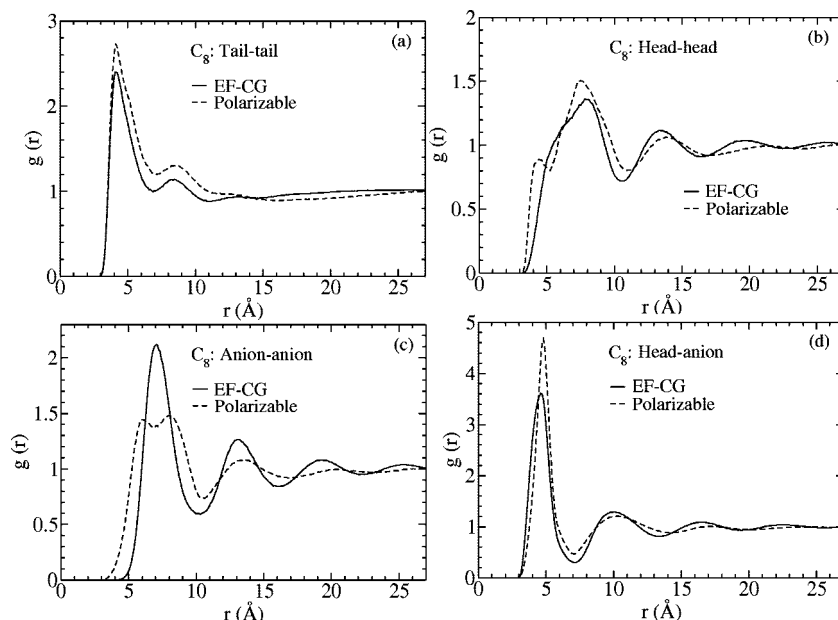 (a)
C₈: Tail-tail
EF-CG
Polarizable
g (r)
3
2
1
0
0 5 10 15 20 25
r (Å)
(b)
C₈: Head-head
EF-CG
Polarizable
g (r)
2
1.5
1
0.5
0
0 5 10 15 20 25
r (Å)
(c)
C₈: Anion-anion
EF-CG
Polarizable
g (r)
2
1.5
1
0.5
0
0 5 10 15 20 25
r (Å)
(d)
C₈: Head-anion
EF-CG
Polarizable
g (r)
5
4
3
2
1
0
0 5 10 15 20 25
r (Å)